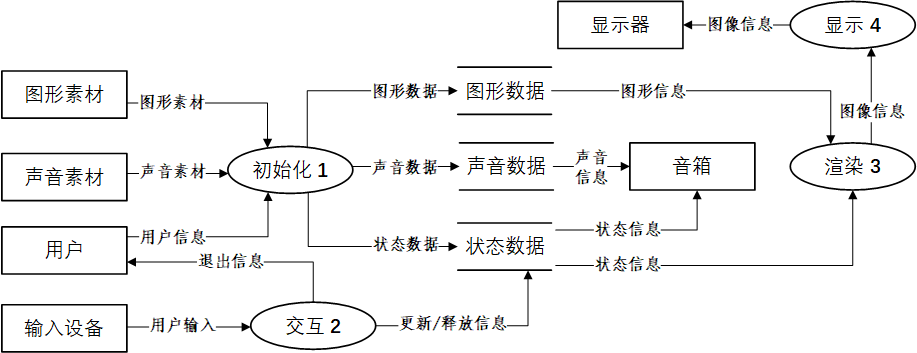 显示器
图像信息
显示 4
图形素材
图形素材
图形数据
图形数据
图形信息
图像信息
声音素材
声音素材
初始化 1
声音数据
声音数据
声音
信息
音箱
渲染 3
用户
用户信息
退出信息
状态数据
状态数据
状态信息
状态信息
输入设备
用户输入
交互 2
更新/释放信息